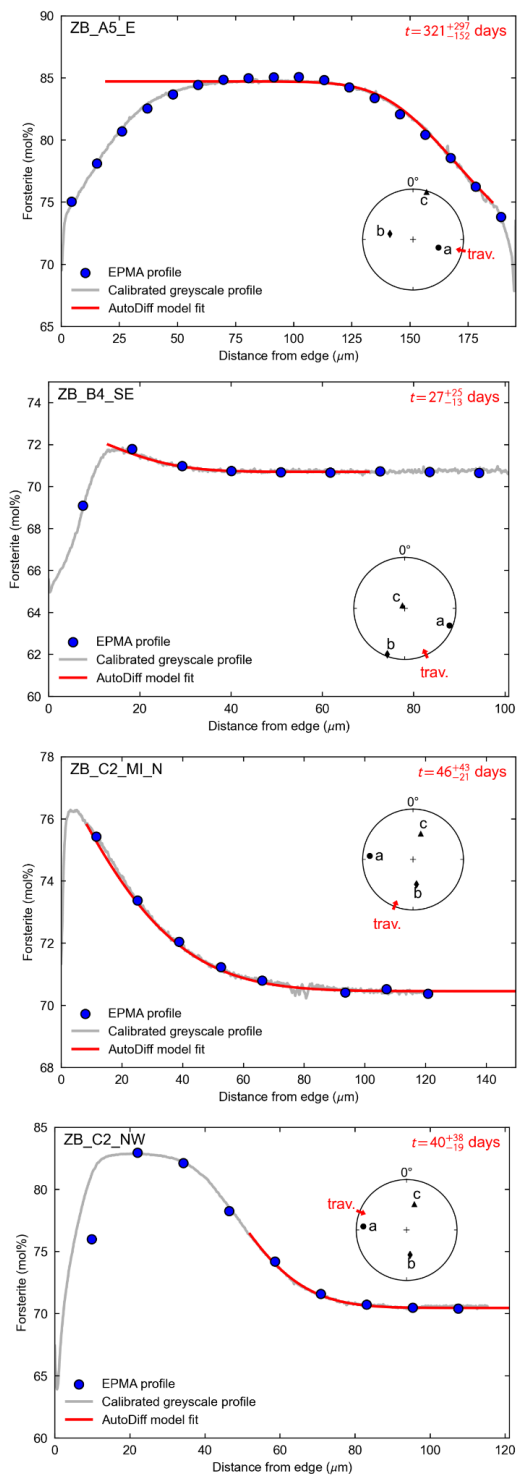 ZB_A5_E
t=321+297−152 days
90
85
80
75
70
65
Forsterite (mol%)
0°
c
b
a
trav.
EPMA profile
Calibrated greyscale profile
AutoDiff model fit
0 25 50 75 100 125 150 175
Distance from edge (μm)
ZB_B4_SE
t=27+25−13 days
74
72
70
68
66
64
62
60
Forsterite (mol%)
0°
c
a
b
trav.
EPMA profile
Calibrated greyscale profile
AutoDiff model fit
0 20 40 60 80 100
Distance from edge (μm)
ZB_C2_MI_N
t=46+43−21 days
78
76
74
72
70
68
Forsterite (mol%)
0°
c
a
b
trav.
EPMA profile
Calibrated greyscale profile
AutoDiff model fit
0 20 40 60 80 100 120 140
Distance from edge (μm)
ZB_C2_NW
t=40+38−19 days
85
80
75
70
65
60
Forsterite (mol%)
0°
trav.
c
a
b
EPMA profile
Calibrated greyscale profile
AutoDiff model fit
0 20 40 60 80 100 120
Distance from edge (μm)